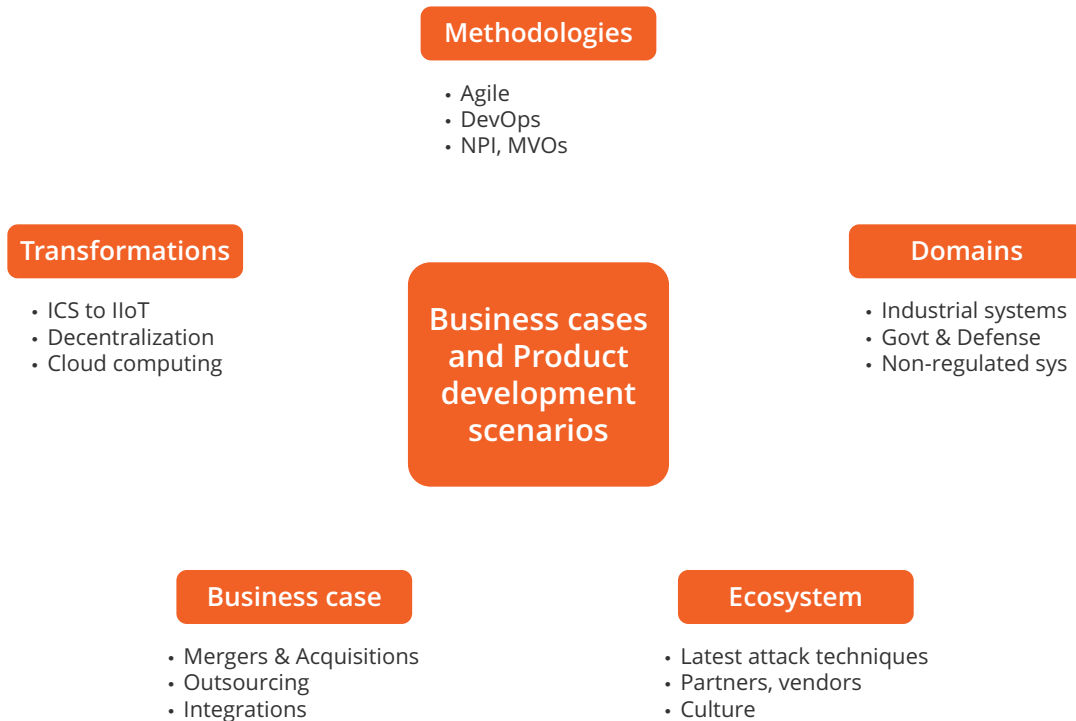 Methodologies
• Agile
• DevOps
• NPI, MVOs
Transformations
• ICS to IIoT
• Decentralization
• Cloud computing
Domains
• Industrial systems
• Govt & Defense
• Non-regulated sys
Business cases
and Product
development
scenarios
Business case
• Mergers & Acquisitions
• Outsourcing
• Integrations
Ecosystem
• Latest attack techniques
• Partners, vendors
• Culture